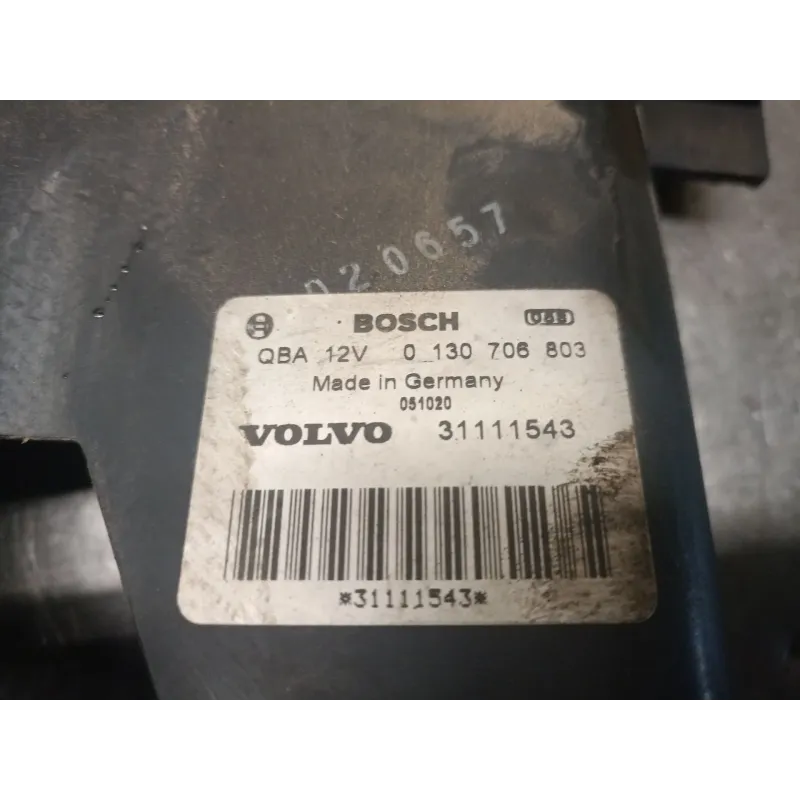 020657
BOSCH
QBA 12V 0 130 706 803
Made in Germany
051020
VOLVO 31111543
*31111543*